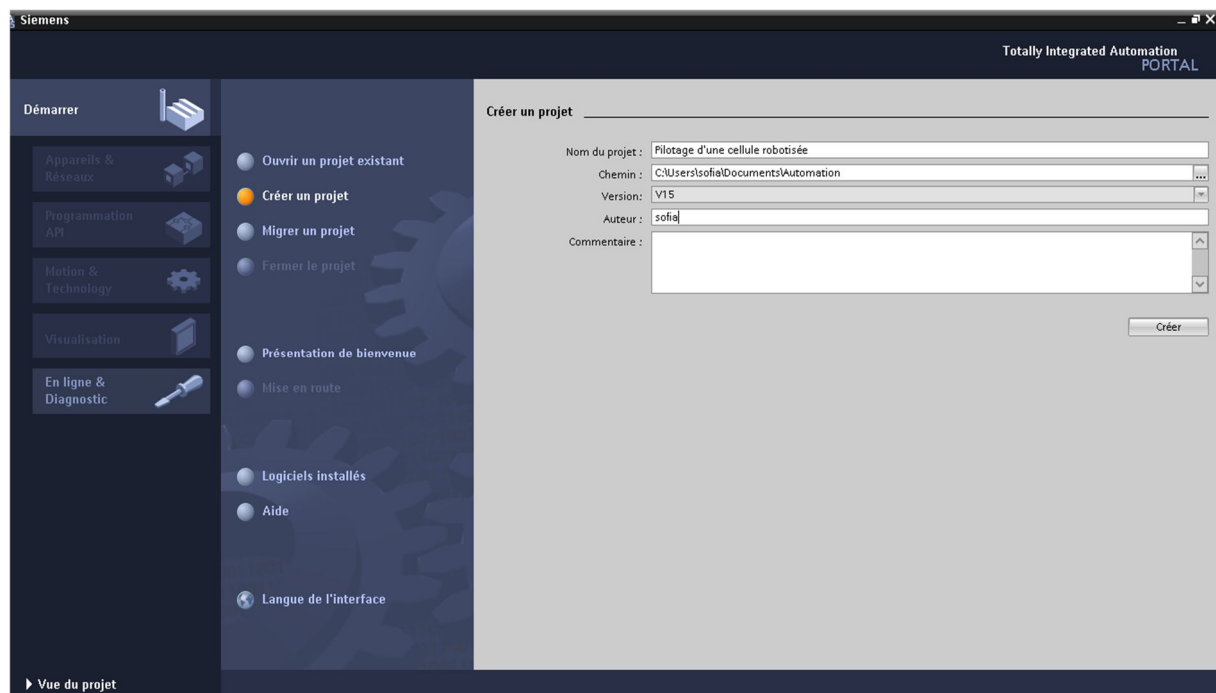 Siemens
Totally Integrated Automation
PORTAL
Démarrer
Appareils &
Réseaux
Programmation
API
Motion &
Technology
Visualisation
En ligne &
Diagnostic
Ouvrir un projet existant
Créer un projet
Migrer un projet
Fermer le projet
Présentation de bienvenue
Mise en route
Logiciels installés
Aide
Langue de l'interface
Créer un projet
Nom du projet : Pilotage d'une cellule robotisée
Chemin : C:\Users\sofia\Documents\Automation
...
Version: V15
Auteur : sofia
Commentaire :
Créer
Vue du projet